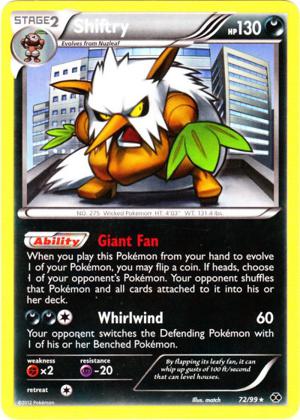 STAGE2
Shiftry
HP130
Evolves from Nuzleaf
NO. 275 Wicked Pokémon HT. 4'03" WT. 131.4 lbs.
Ability Giant Fan
When you play this Pokémon from your hand to evolve
1 of your Pokémon, you may flip a coin. If heads, choose
1 of your opponent's Pokémon. Your opponent shuffles
that Pokémon and all cards attached to it into his or
her deck.
Whirlwind 60
Your opponent switches the Defending Pokémon with
1 of his or her Benched Pokémon.
weakness
resistance
×2
-20
By flapping its leafy fan, it can
whip up gusts of 100 ft/second
that can level houses.
retreat
Illus. match
72/99
©2012 Pokémon